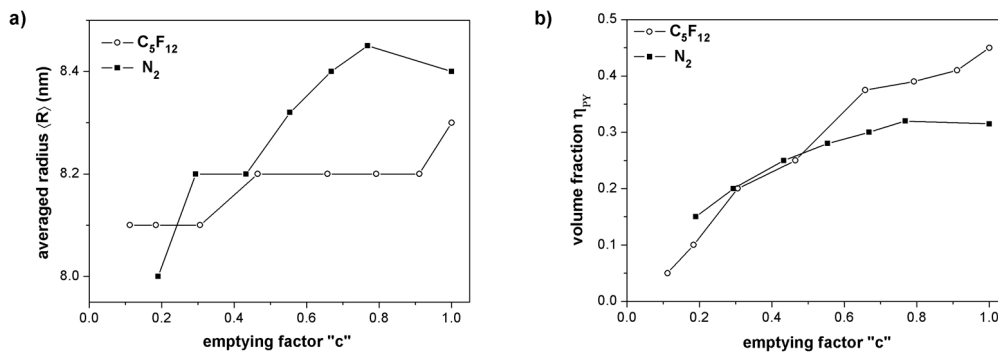 a)
averaged radius ⟨R⟩ (nm)
C₅F₁₂
N₂
8.4
8.2
8.0
0.0 0.2 0.4 0.6 0.8 1.0
emptying factor "c"
b)
volume fraction ηPY
C₅F₁₂
N₂
0.5
0.4
0.3
0.2
0.1
0.0
0.0 0.2 0.4 0.6 0.8 1.0
emptying factor "c"